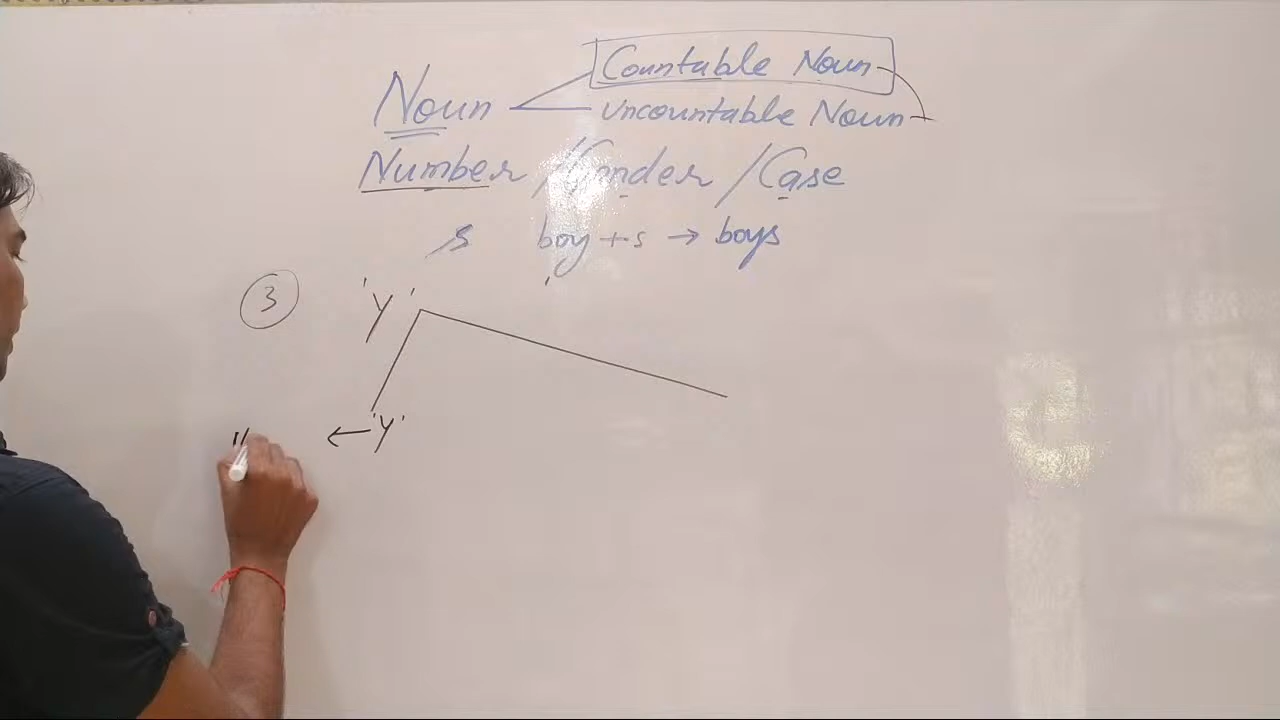 Noun
Countable Noun
Uncountable Noun
Number / Gender / Case
s boy + s → boys
3 'y'
← 'y'